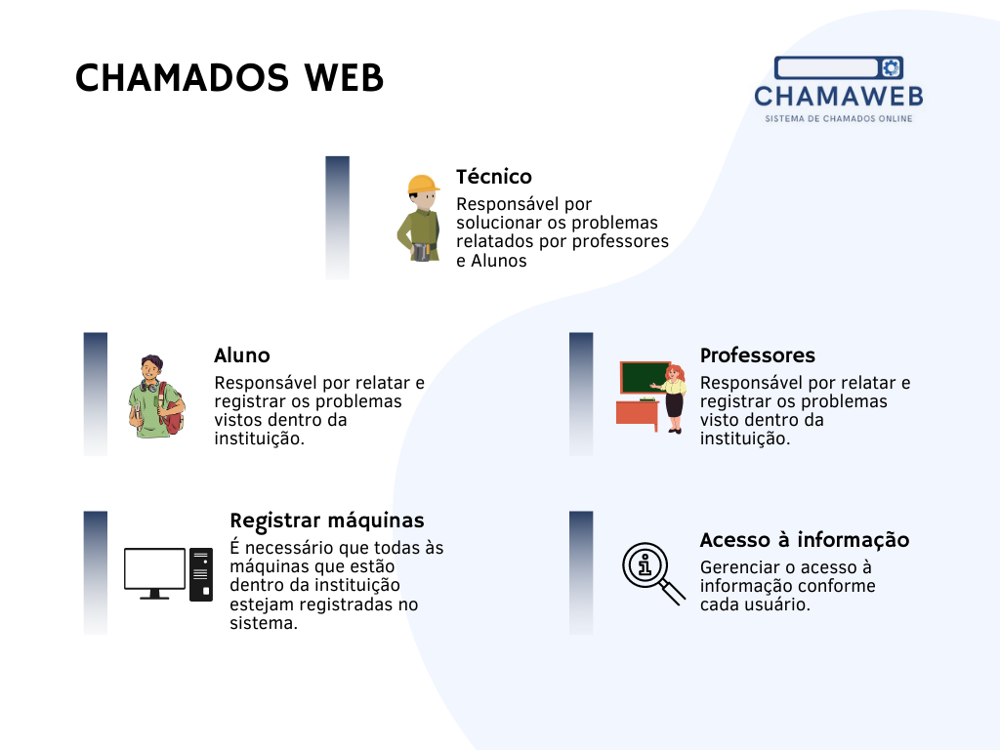 CHAMADOS WEB
CHAMAWEB
SISTEMA DE CHAMADOS ONLINE
Técnico
Responsável por
solucionar os problemas
relatados por professores
e Alunos
Aluno
Responsável por relatar e
registrar os problemas
vistos dentro da
instituição.
Professores
Responsável por relatar e
registrar os problemas
visto dentro da
instituição.
Registrar máquinas
É necessário que todas às
máquinas que estão
dentro da instituição
estejam registradas no
sistema.
Acesso à informação
Gerenciar o acesso à
informação conforme
cada usuário.